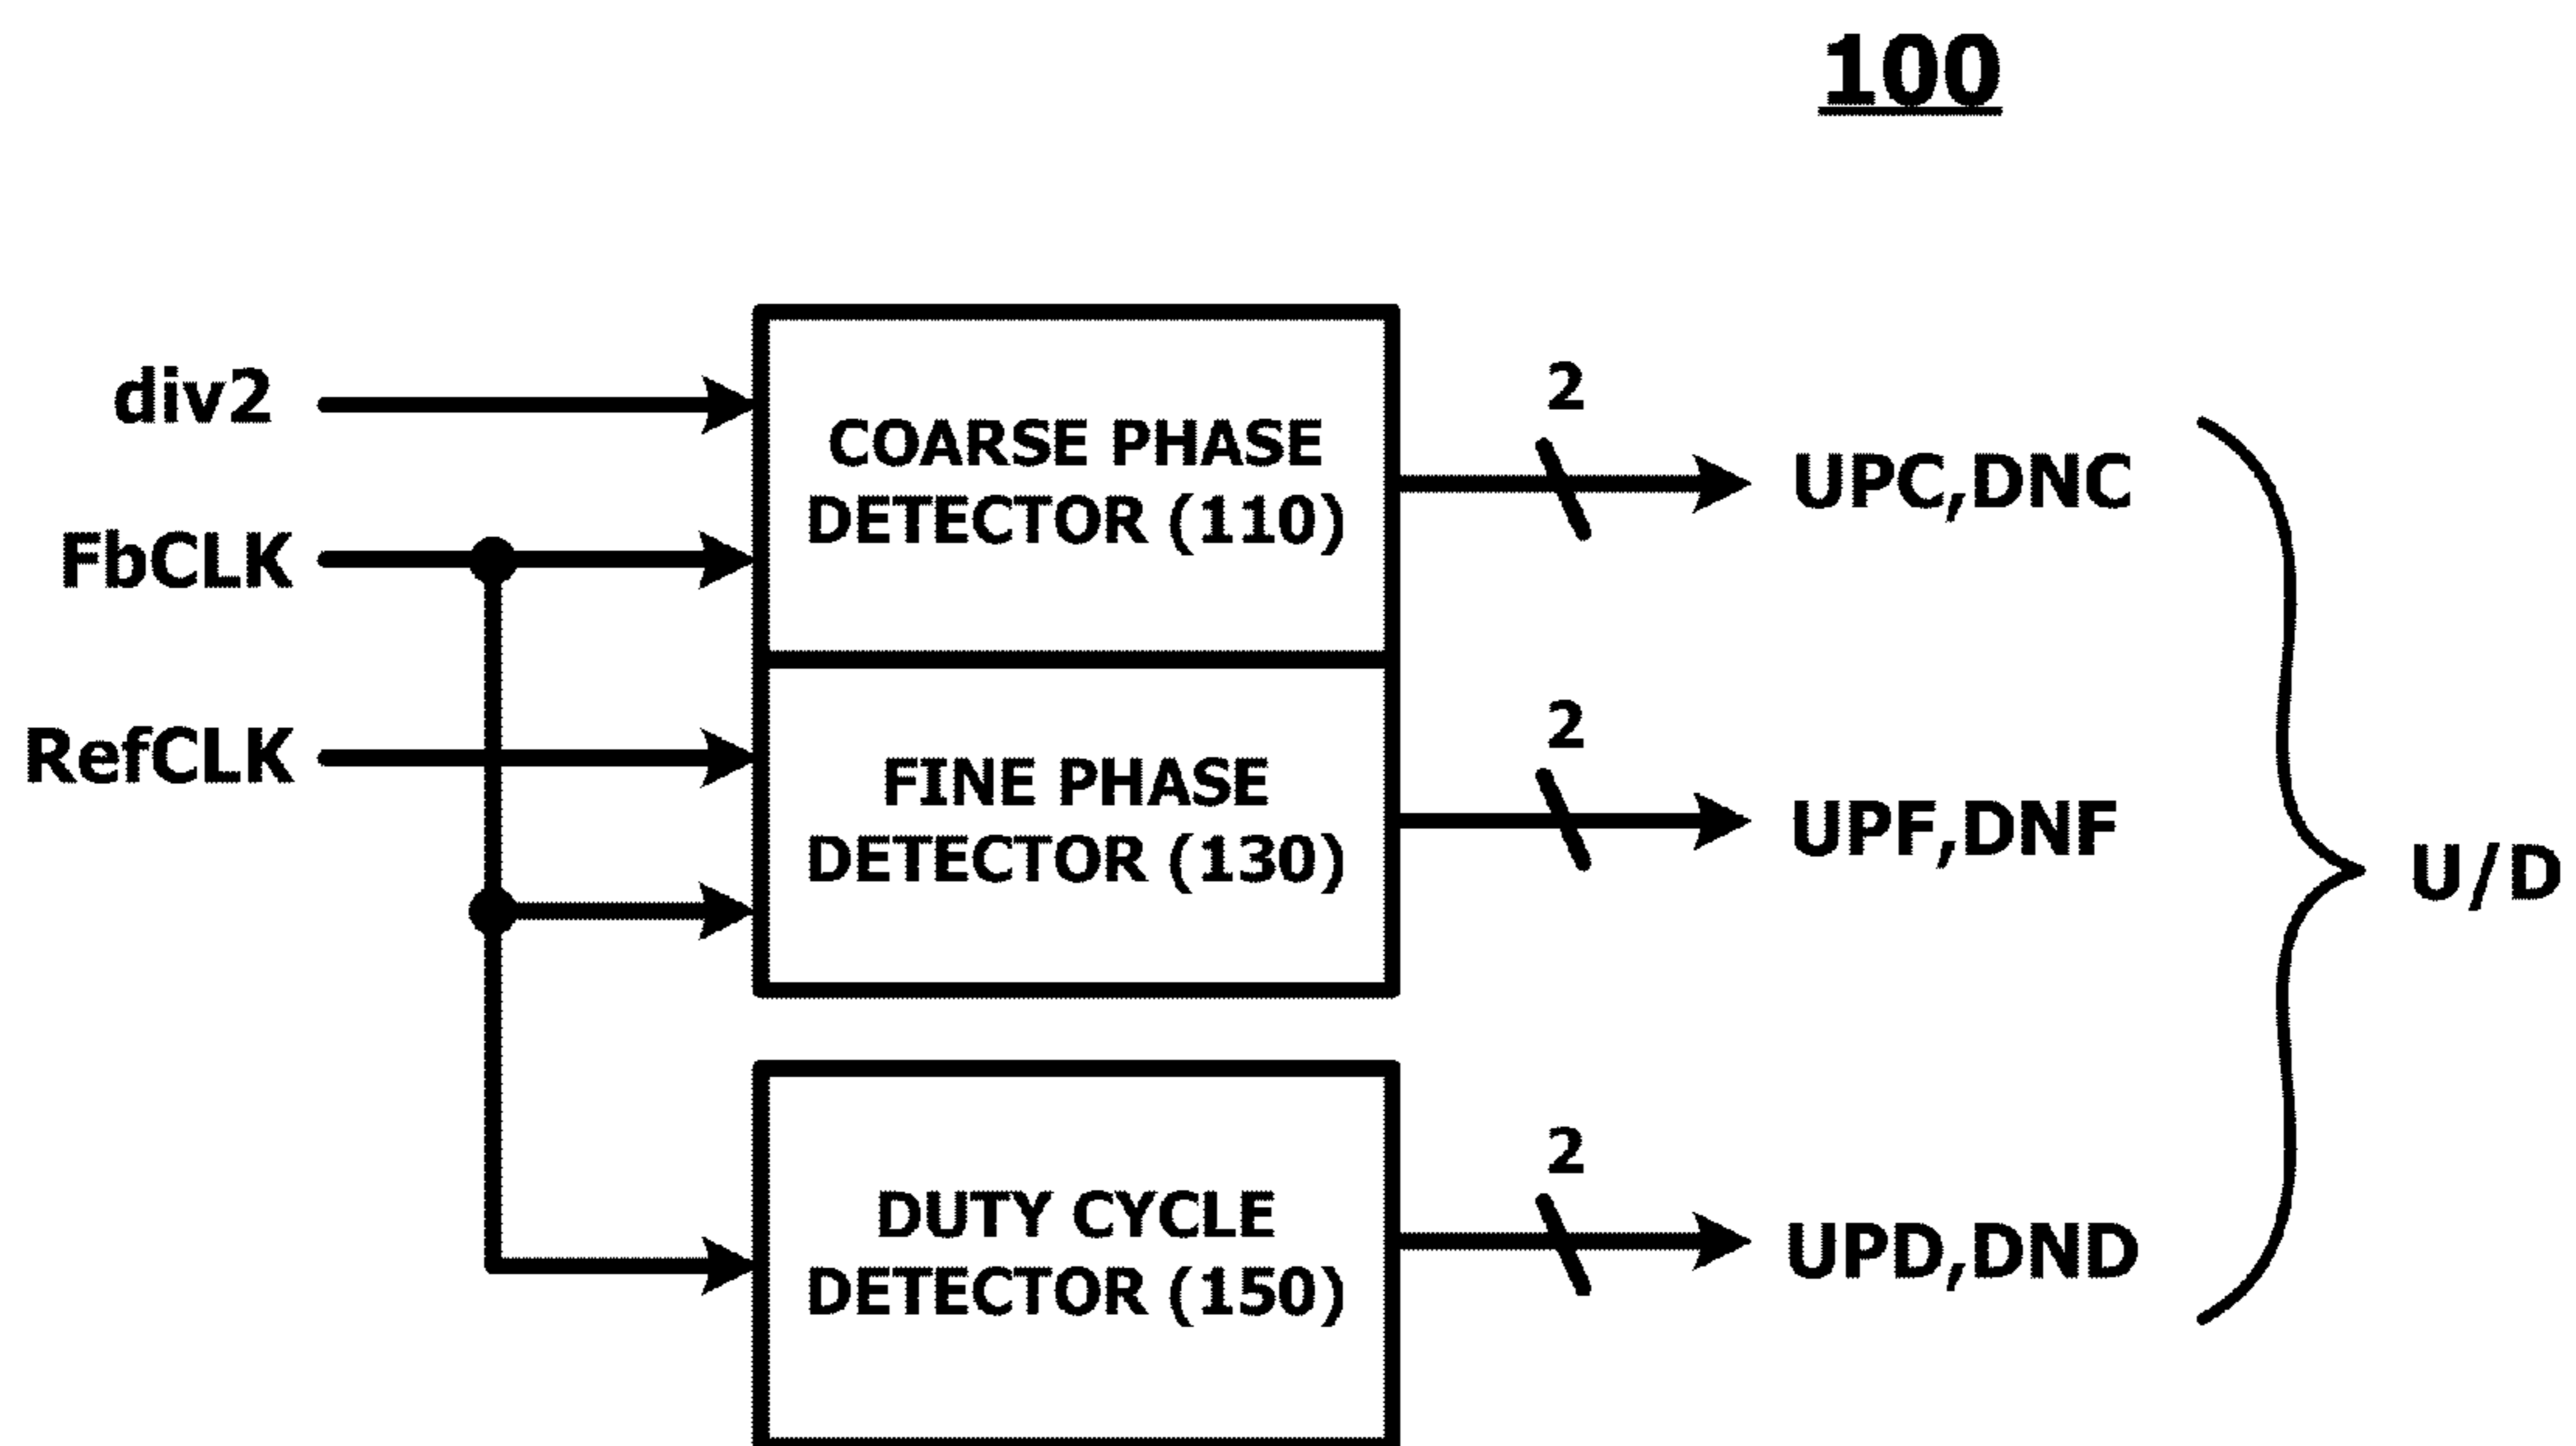 100
div2
FbCLK
RefCLK
COARSE PHASE
DETECTOR (110)
FINE PHASE
DETECTOR (130)
DUTY CYCLE
DETECTOR (150)
2
UPC,DNC
2
UPF,DNF
2
UPD,DND
U/D